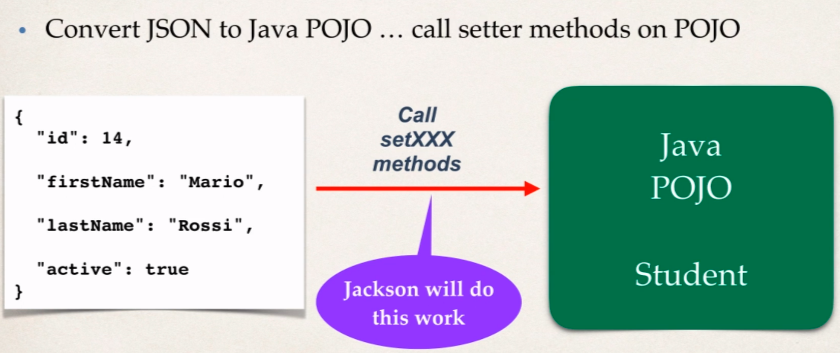 • Convert JSON to Java POJO … call setter methods on POJO
{
"id": 14,
"firstName": "Mario",
"lastName": "Rossi",
"active": true
}
Call
setXXX
methods
Jackson will do
this work
Java
POJO
Student